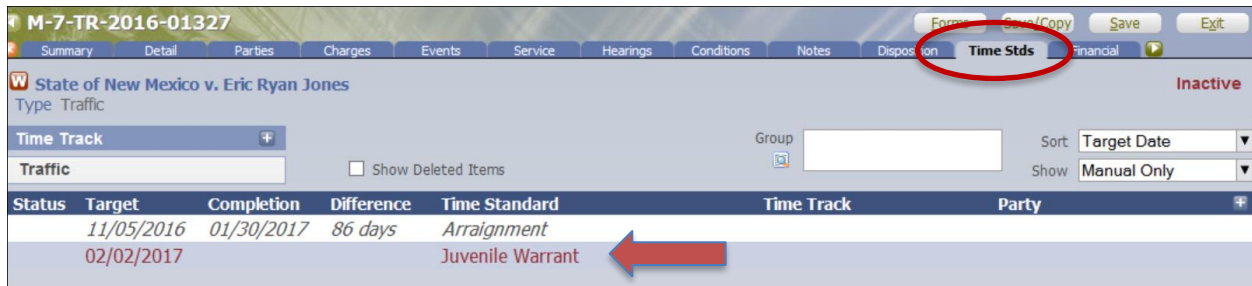 M-7-TR-2016-01327 Forms Save/Copy Save Exit
Summary Detail Parties Charges Events Service Hearings Conditions Notes Disposition Time Stds Financial
W State of New Mexico v. Eric Ryan Jones Inactive
Type Traffic
Time Track Group Sort Target Date
Traffic Show Deleted Items Show Manual Only
Status Target Completion Difference Time Standard Time Track Party
11/05/2016 01/30/2017 86 days Arraignment
02/02/2017 Juvenile Warrant